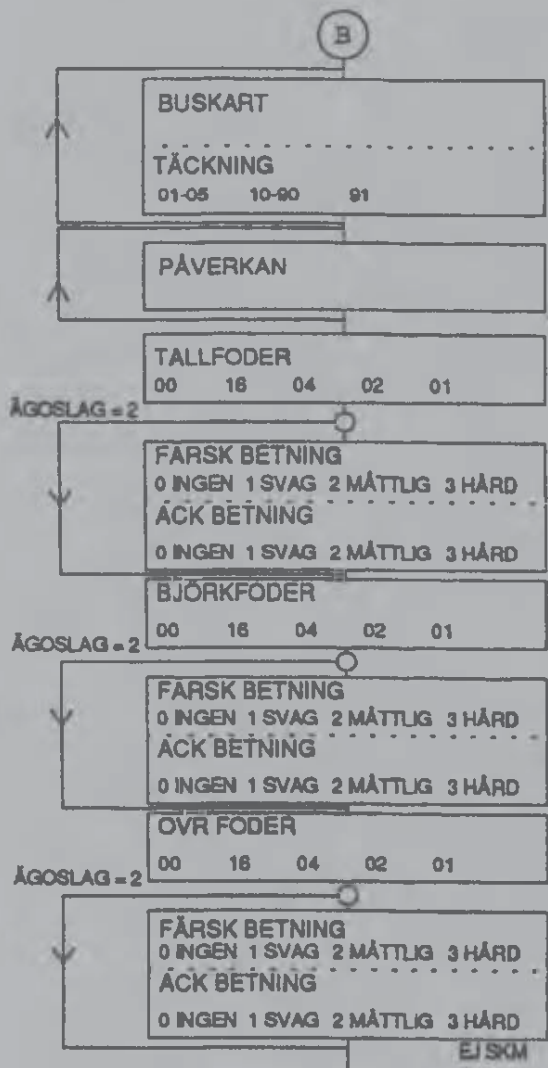 B
BUSKART
TÄCKNING
01-05 10-90 91
PÅVERKAN
TALLFODER
00 16 04 02 01
ÄGOSLAG = 2
FÄRSK BETNING
0 INGEN 1 SVAG 2 MÅTTLIG 3 HÅRD
ACK BETNING
0 INGEN 1 SVAG 2 MÅTTLIG 3 HÅRD
BJÖRKFODER
00 16 04 02 01
ÄGOSLAG = 2
FÄRSK BETNING
0 INGEN 1 SVAG 2 MÅTTLIG 3 HÅRD
ACK BETNING
0 INGEN 1 SVAG 2 MÅTTLIG 3 HÅRD
ÖVR FODER
00 16 04 02 01
ÄGOSLAG = 2
FÄRSK BETNING
0 INGEN 1 SVAG 2 MÅTTLIG 3 HÅRD
ACK BETNING
0 INGEN 1 SVAG 2 MÅTTLIG 3 HÅRD
EJ SKM